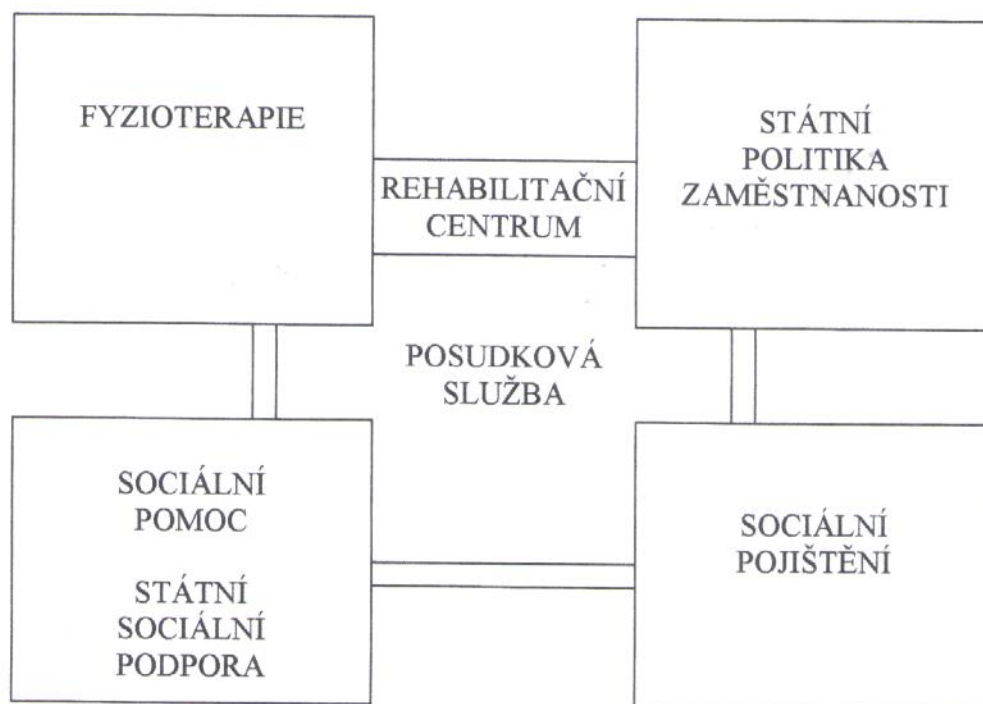 FYZIOTERAPIE
STÁTNÍ
POLITIKA
ZAMĚSTNANOSTI
REHABILITAČNÍ
CENTRUM
POSUDKOVÁ
SLUŽBA
SOCIÁLNÍ
POMOC
STÁTNÍ
SOCIÁLNÍ
PODPORA
SOCIÁLNÍ
POJIŠTĚNÍ